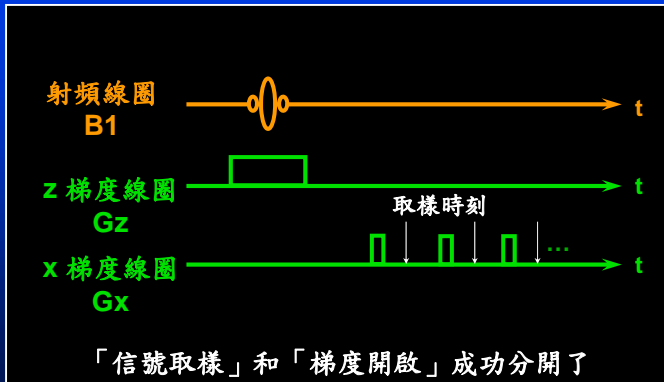 射頻線圈
B1
t
z 梯度線圈
Gz
t
取樣時刻
...
x 梯度線圈
Gx
t
「信號取樣」和「梯度開啟」成功分開了